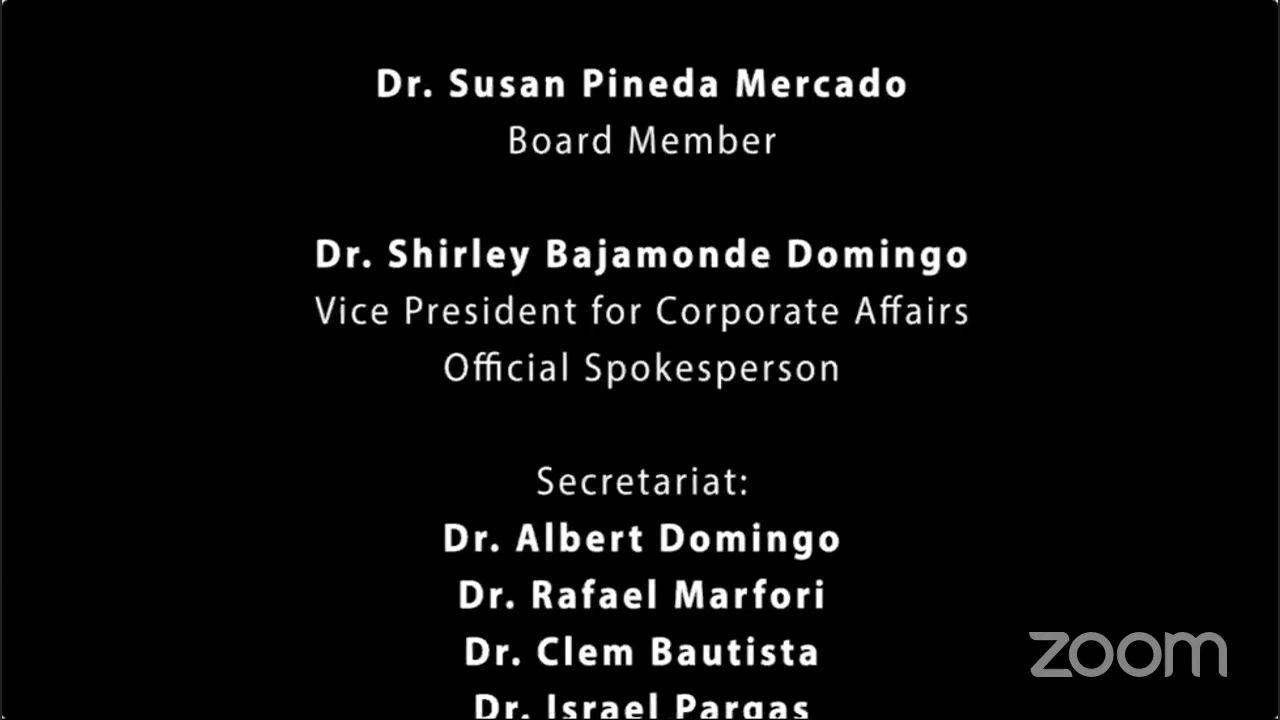 Dr. Susan Pineda Mercado
Board Member
Dr. Shirley Bajamonde Domingo
Vice President for Corporate Affairs
Official Spokesperson
Secretariat:
Dr. Albert Domingo
Dr. Rafael Marfori
Dr. Clem Bautista
Dr. Israel Pargas
zoom